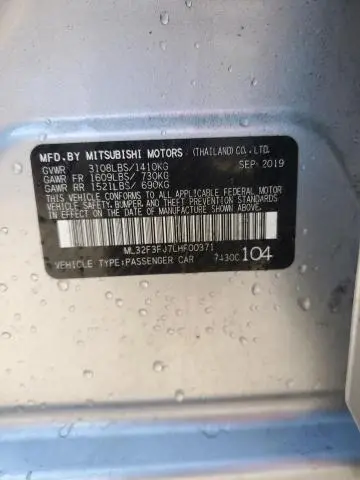 MFD.BY MITSUBISHI MOTORS (THAILAND)CO.,LTD.
GVWR 3108LBS/1410KG SEP.2019
GAWR FR 1609LBS/ 730KG
GAWR RR 1521LBS/ 690KG
THIS VEHICLE CONFORMS TO ALL APPLICABLE FEDERAL MOTOR
VEHICLE SAFETY,BUMPER,AND THEFT PREVENTION STANDARDS IN
EFFECT ON THE DATE OF MANUFACTURE SHOWN ABOVE.
ML32F3FJ7LHF00371
VEHICLE TYPE:PASSENGER CAR 7430C 104